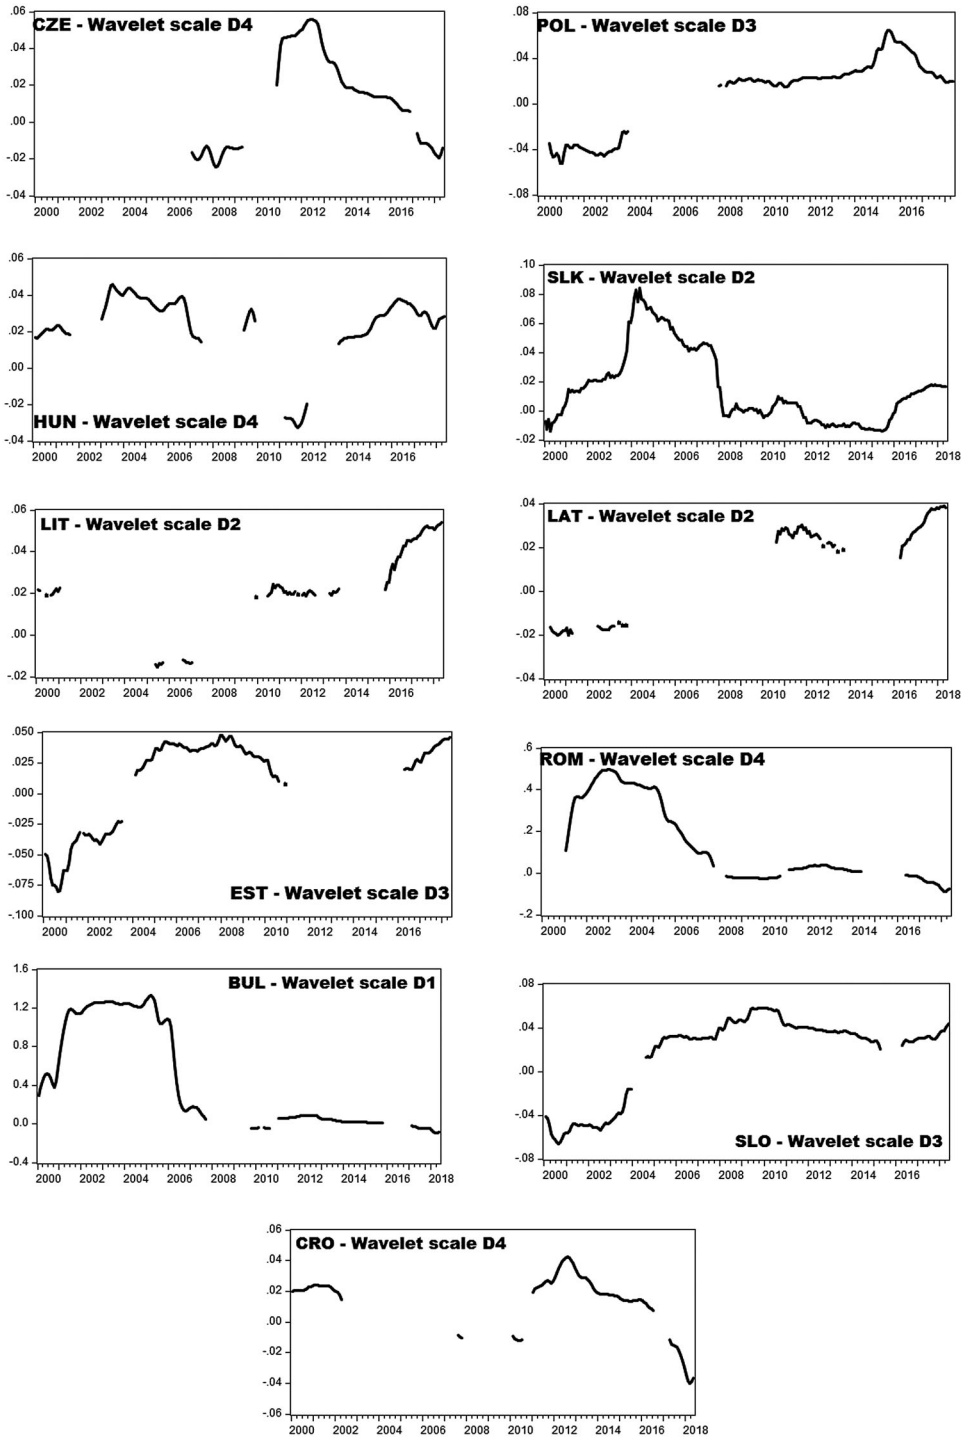 CZE - Wavelet scale D4
.06
.04
.02
.00
-.02
-.04
2000 2002 2004 2006 2008 2010 2012 2014 2016
POL - Wavelet scale D3
.08
.04
.00
-.04
-.08
2000 2002 2004 2006 2008 2010 2012 2014 2016
HUN - Wavelet scale D4
.06
.04
.02
.00
-.02
-.04
2000 2002 2004 2006 2008 2010 2012 2014 2016
SLK - Wavelet scale D2
.10
.08
.06
.04
.02
.00
-.02
2000 2002 2004 2006 2008 2010 2012 2014 2016 2018
LIT - Wavelet scale D2
.06
.04
.02
.00
-.02
2000 2002 2004 2006 2008 2010 2012 2014 2016
LAT - Wavelet scale D2
.04
.02
.00
-.02
-.04
2000 2002 2004 2006 2008 2010 2012 2014 2016 2018
EST - Wavelet scale D3
.050
.025
.000
-.025
-.050
-.075
-.100
2000 2002 2004 2006 2008 2010 2012 2014 2016
ROM - Wavelet scale D4
.6
.4
.2
.0
-.2
2000 2002 2004 2006 2008 2010 2012 2014 2016
BUL - Wavelet scale D1
1.6
1.2
0.8
0.4
0.0
-0.4
2000 2002 2004 2006 2008 2010 2012 2014 2016 2018
SLO - Wavelet scale D3
.08
.04
.00
-.04
-.08
2000 2002 2004 2006 2008 2010 2012 2014 2016
CRO - Wavelet scale D4
.06
.04
.02
.00
-.02
-.04
-.06
2000 2002 2004 2006 2008 2010 2012 2014 2016 2018